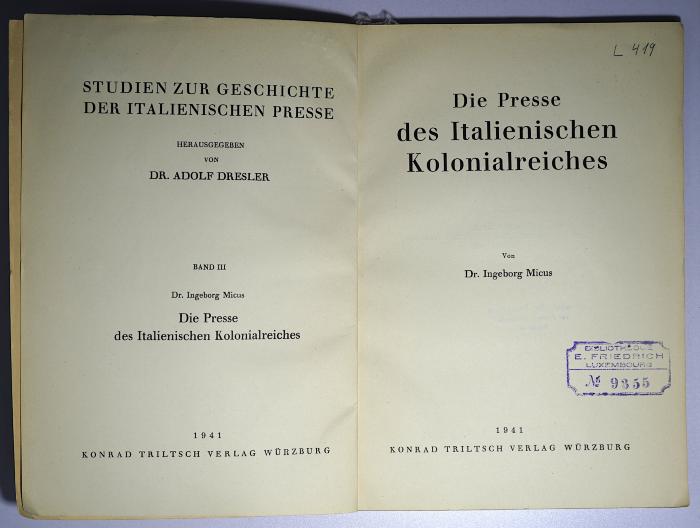 STUDIEN ZUR GESCHICHTE
DER ITALIENISCHEN PRESSE
HERAUSGEGEBEN
VON
DR. ADOLF DRESLER
BAND III
Dr. Ingeborg Micus
Die Presse
des Italienischen Kolonialreiches
1941
KONRAD TRILTSCH VERLAG WÜRZBURG
L 419
Die Presse
des Italienischen
Kolonialreiches
Von
Dr. Ingeborg Micus
BIBLIOTHEQUE
E. FRIEDRICH
LUXEMBOURG
№ 9355
1941
KONRAD TRILTSCH VERLAG WÜRZBURG